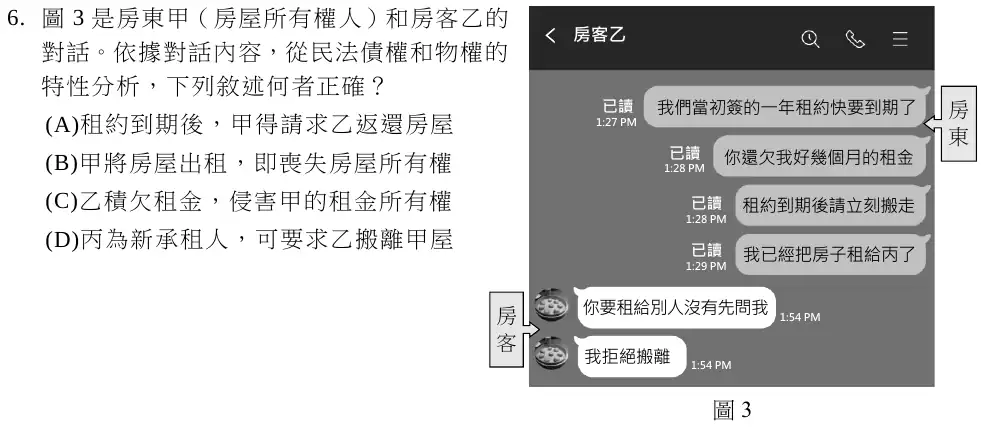 6. 圖 3 是房東甲（房屋所有權人）和房客乙的
對話。依據對話內容，從民法債權和物權的
特性分析，下列敘述何者正確？
(A)租約到期後，甲得請求乙返還房屋
(B)甲將房屋出租，即喪失房屋所有權
(C)乙積欠租金，侵害甲的租金所有權
(D)丙為新承租人，可要求乙搬離甲屋
房客乙
已讀
1:27 PM
我們當初簽的一年租約快要到期了
房東
已讀
1:28 PM
你還欠我好幾個月的租金
已讀
1:28 PM
租約到期後請立刻搬走
已讀
1:29 PM
我已經把房子租給丙了
房客
你要租給別人沒有先問我
1:54 PM
我拒絕搬離
1:54 PM
圖 3